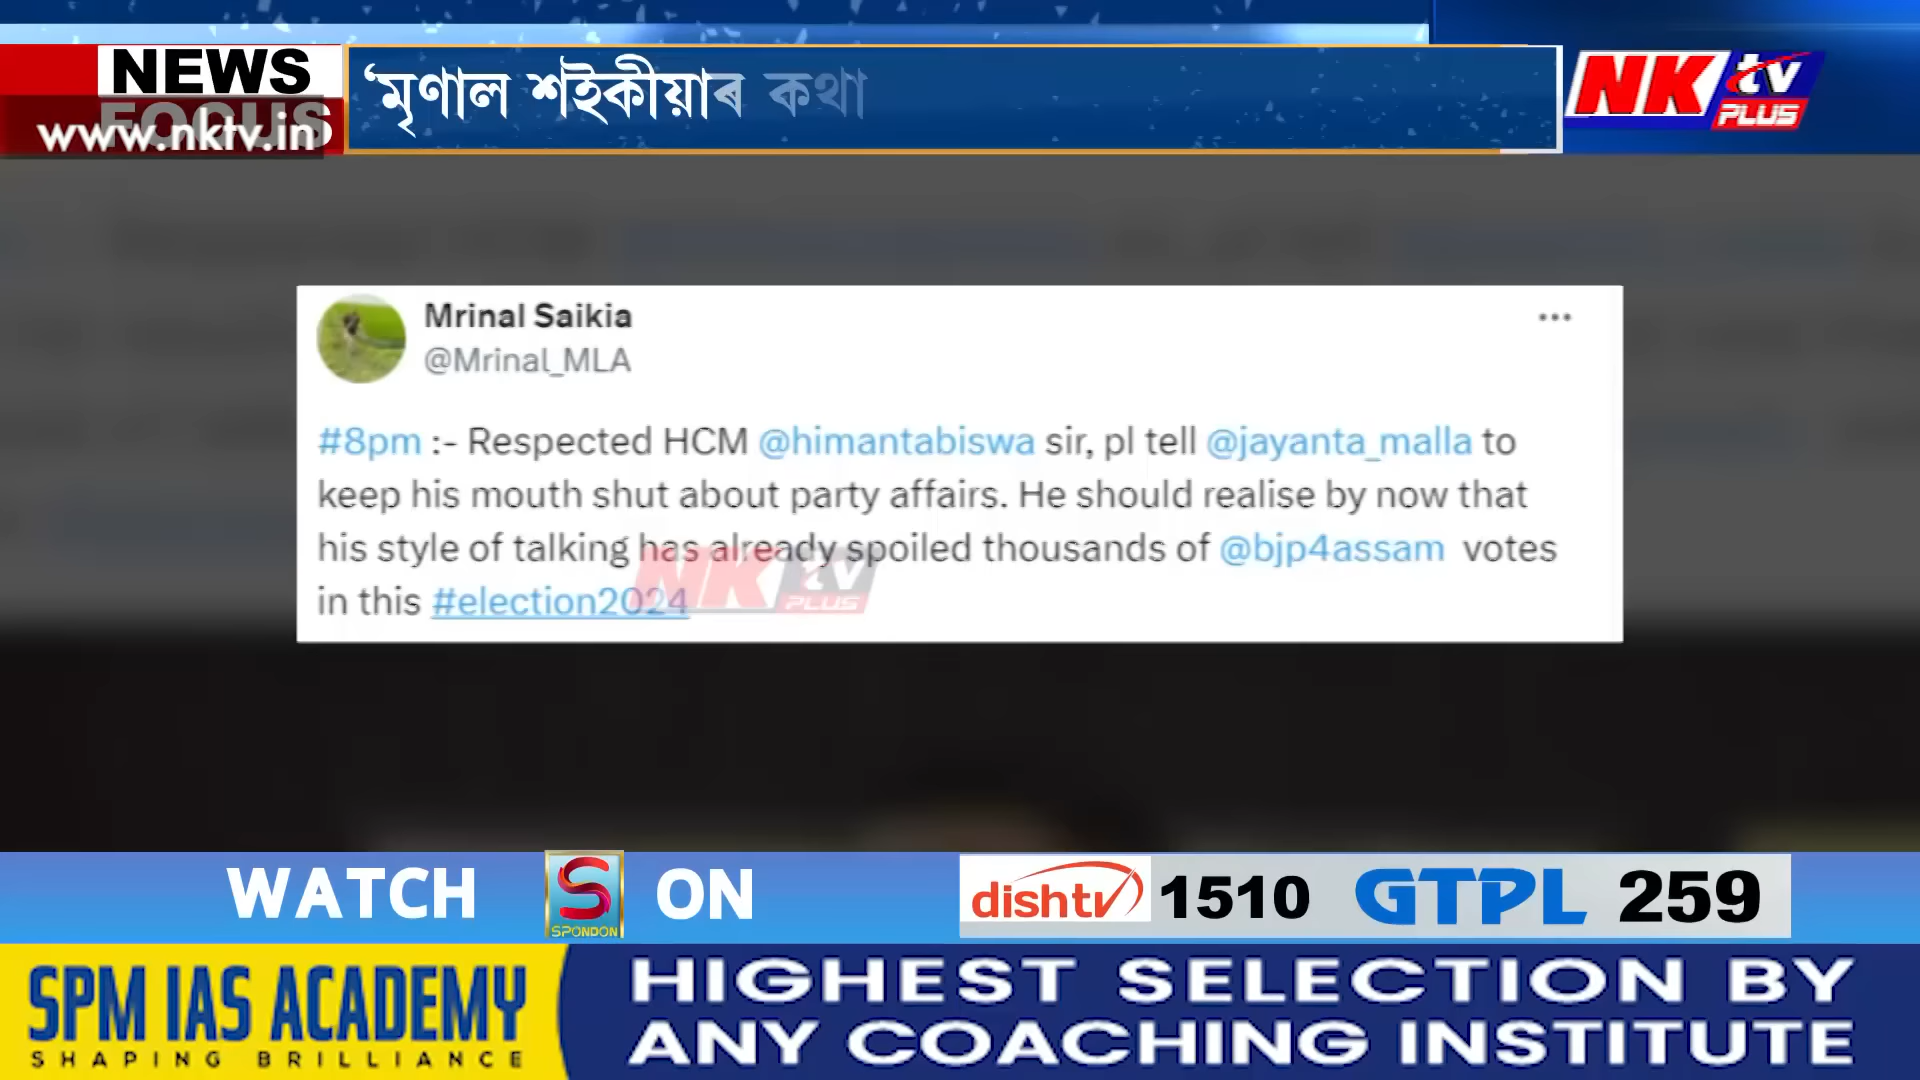 NEWS
FOCUS
www.nktv.in
‘মৃণাল শইকীয়াৰ কথা
NK tv
PLUS
Mrinal Saikia
@Mrinal_MLA
#8pm :- Respected HCM @himantabiswa sir, pl tell @jayanta_malla to
keep his mouth shut about party affairs. He should realise by now that
his style of talking has already spoiled thousands of @bjp4assam votes
in this #election2024
NK tv
PLUS
WATCH S ON dishtv 1510 GTPL 259
SPONDON
SPM IAS ACADEMY
SHAPING BRILLIANCE
HIGHEST SELECTION BY
ANY COACHING INSTITUTE